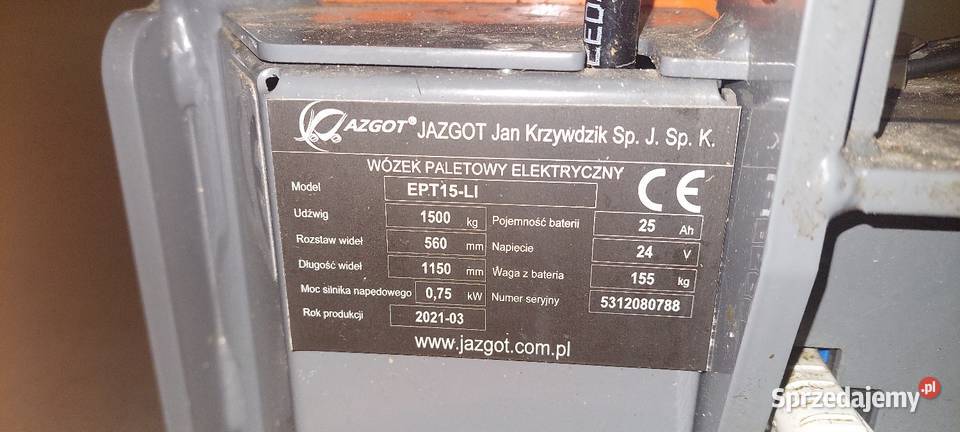 EEDS
AZGOT® JAZGOT Jan Krzywdzik Sp. J. Sp. K.
WÓZEK PALETOWY ELEKTRYCZNY
CE
Model EPT15-LI
Udźwig 1500 kg Pojemność baterii 25 Ah
Rozstaw wideł 560 mm Napiecie 24 V
Długość wideł 1150 mm Waga z bateria 155 kg
Moc silnika napedowego 0,75 kW Numer seryjny 5312080788
Rok produkcji 2021-03
www.jazgot.com.pl
Sprzedajemy .pl